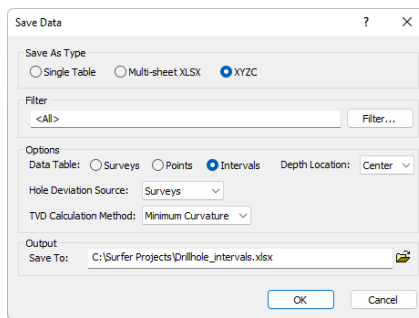 Save Data ? ×
Save As Type
Single Table Multi-sheet XLSX XYZC
Filter
<All> Filter...
Options
Data Table: Surveys Points Intervals Depth Location: Center
Hole Deviation Source: Surveys
TVD Calculation Method: Minimum Curvature
Output
Save To: C:\Surfer Projects\Drillhole_intervals.xlsx
OK Cancel